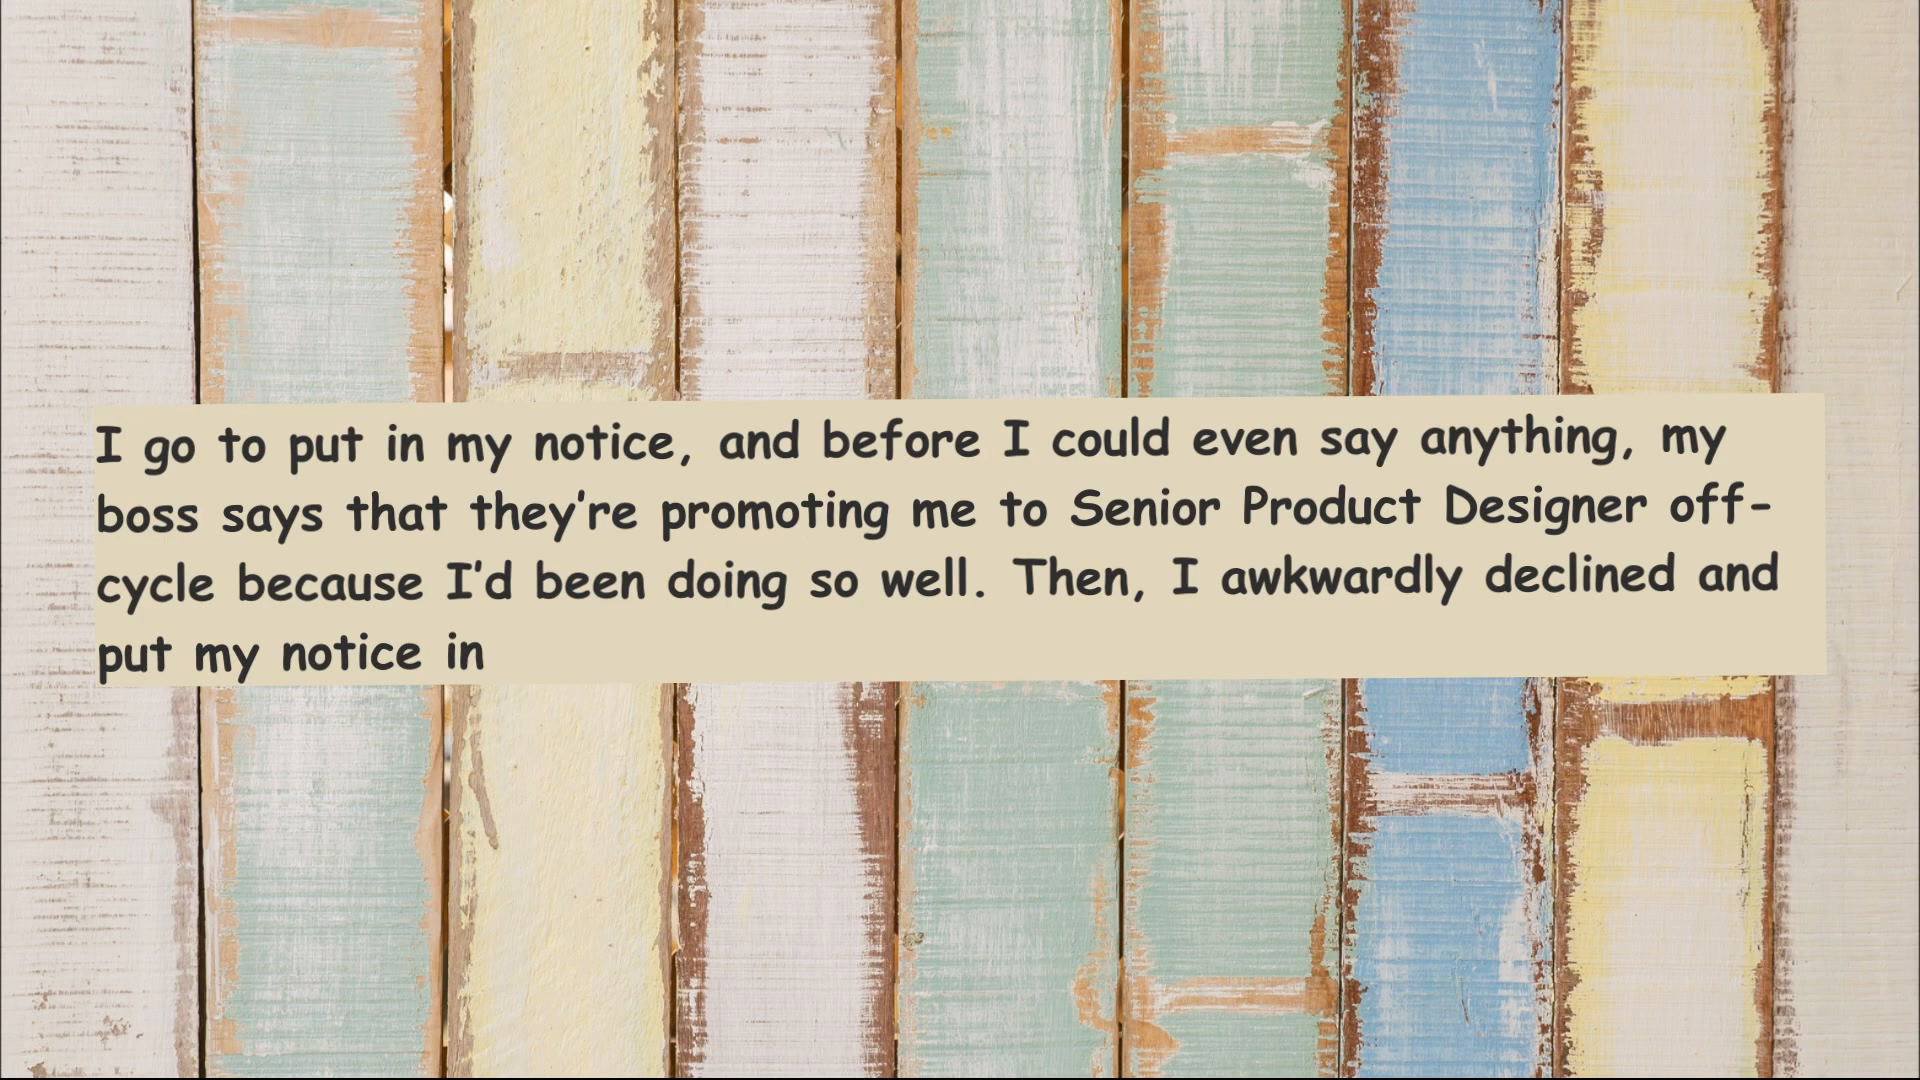 I go to put in my notice, and before I could even say anything, my
boss says that they're promoting me to Senior Product Designer off-
cycle because I'd been doing so well. Then, I awkwardly declined and
put my notice in